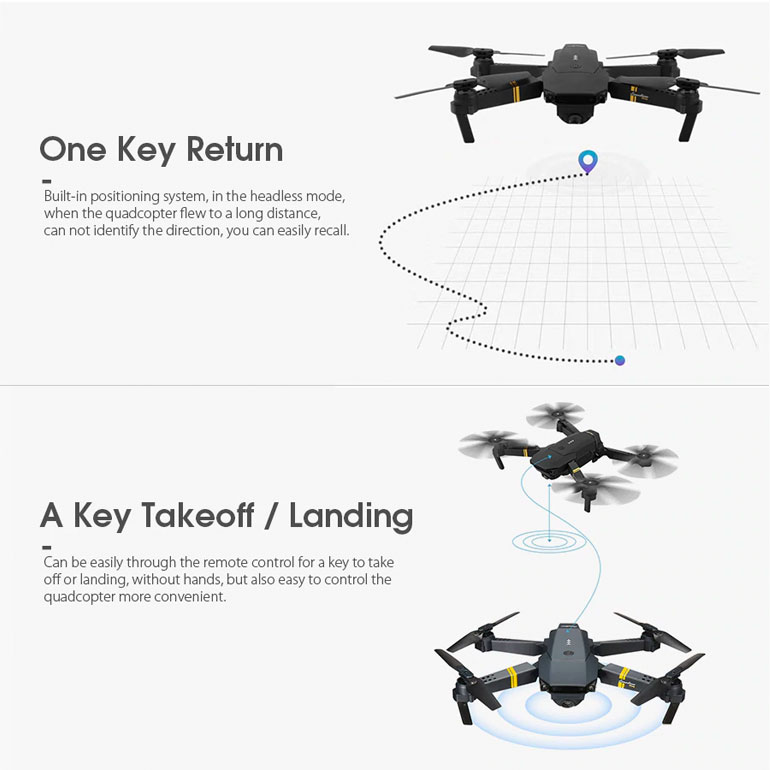 One Key Return
Built-in positioning system, in the headless mode,
when the quadcopter flew to a long distance,
can not identify the direction, you can easily recall.
A Key Takeoff / Landing
Can be easily through the remote control for a key to take
off or landing, without hands, but also easy to control the
quadcopter more convenient.